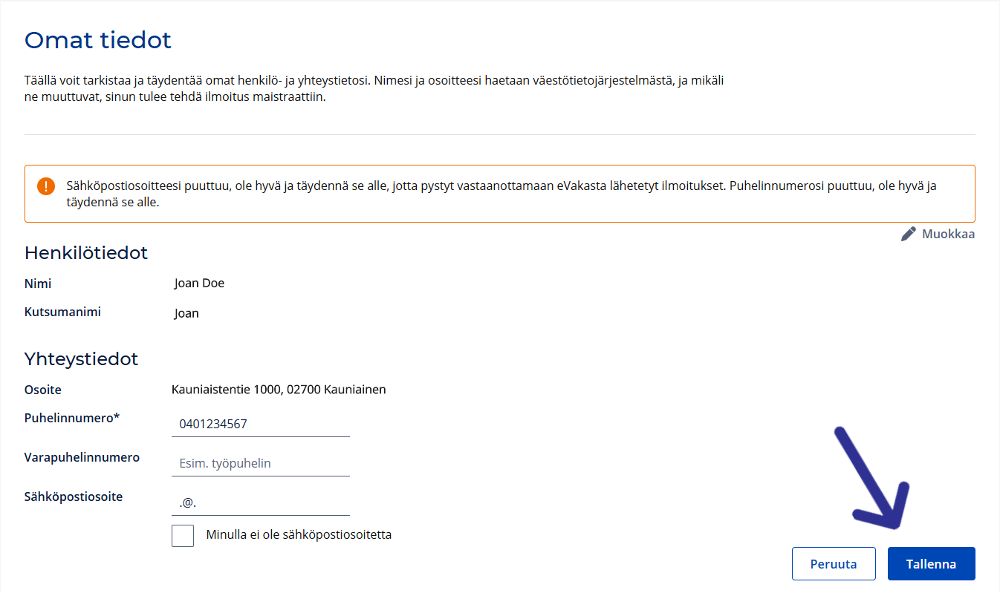 Omat tiedot
Täällä voit tarkistaa ja täydentää omat henkilö- ja yhteystietosi. Nimesi ja osoitteesi haetaan väestötietojärjestelmästä, ja mikäli
ne muuttuvat, sinun tulee tehdä ilmoitus maistraattiin.
! Sähköpostiosoitteesi puuttuu, ole hyvä ja täydennä se alle, jotta pystyt vastaanottamaan eVakasta lähetetyt ilmoitukset. Puhelinnumerosi puuttuu, ole hyvä ja
täydennä se alle.
Muokkaa
Henkilötiedot
Nimi Joan Doe
Kutsumanimi Joan
Yhteystiedot
Osoite Kauniaistentie 1000, 02700 Kauniainen
Puhelinnumero* 0401234567
Varapuhelinnumero Esim. työpuhelin
Sähköpostiosoite .@.
Minulla ei ole sähköpostiosoitetta
Peruuta Tallenna